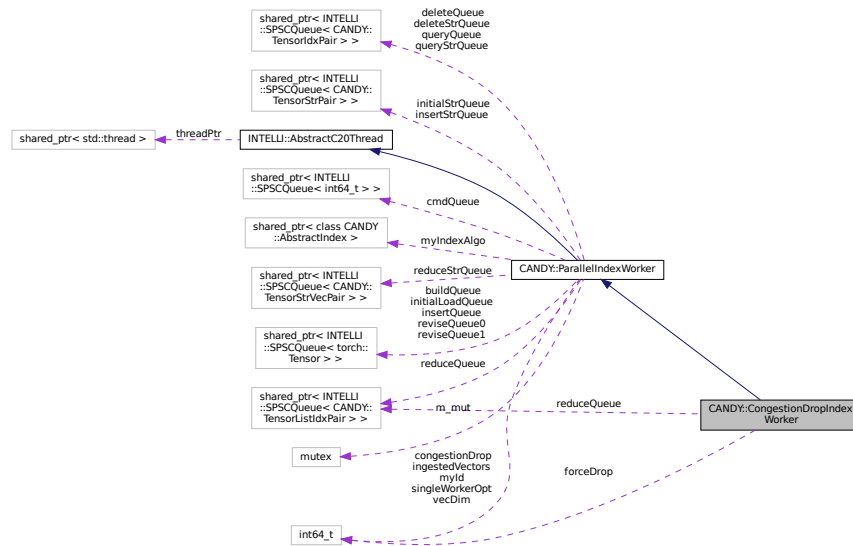 deleteQueue
deleteStrQueue
queryQueue
queryStrQueue
shared_ptr< INTELLI
::SPSCQueue< CANDY::
TensorIdxPair > >
shared_ptr< INTELLI
::SPSCQueue< CANDY::
TensorStrPair > >
initialStrQueue
insertStrQueue
shared_ptr< std::thread >
threadPtr
INTELLI::AbstractC20Thread
shared_ptr< INTELLI
::SPSCQueue< int64_t > >
cmdQueue
shared_ptr< class CANDY
::AbstractIndex >
myIndexAlgo
CANDY::ParallelIndexWorker
shared_ptr< INTELLI
::SPSCQueue< CANDY::
TensorStrVecPair > >
reduceStrQueue
buildQueue
initialLoadQueue
insertQueue
reviseQueue0
reviseQueue1
shared_ptr< INTELLI
::SPSCQueue< torch::
Tensor > >
reduceQueue
shared_ptr< INTELLI
::SPSCQueue< CANDY::
TensorListIdxPair > >
m_mut
reduceQueue
CANDY::CongestionDropIndex
Worker
mutex
congestionDrop
ingestedVectors
myId
singleWorkerOpt
vecDim
forceDrop
int64_t